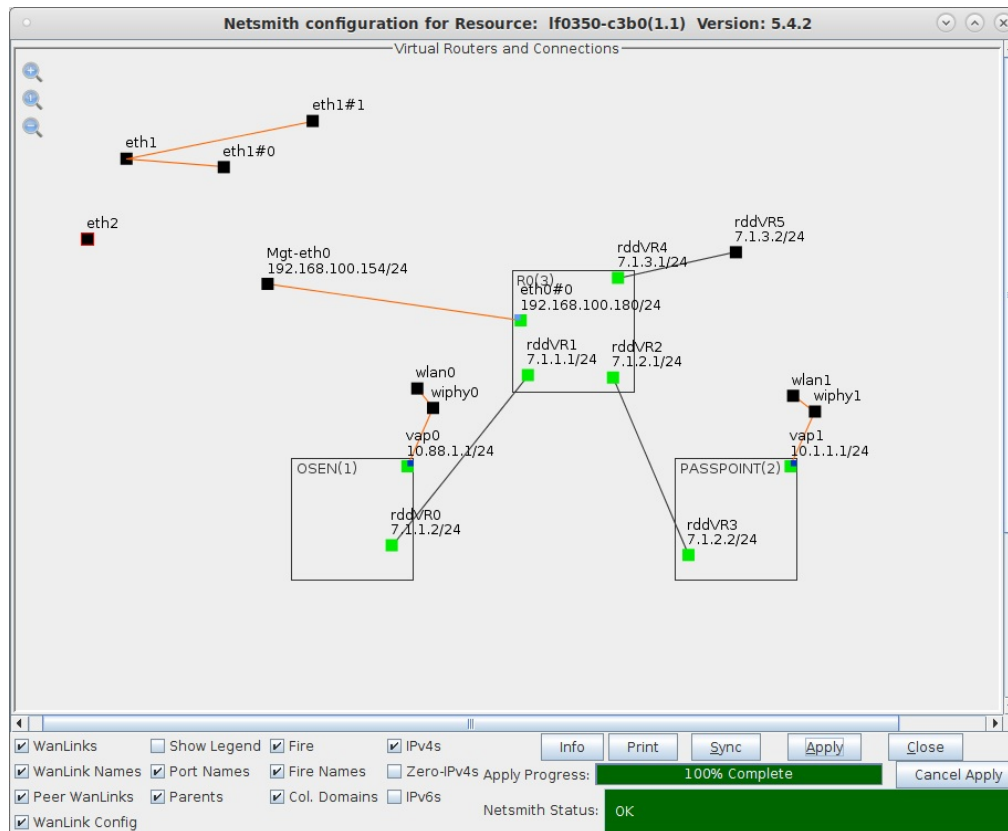 Netsmith configuration for Resource:  lf0350-c3b0(1.1)  Version: 5.4.2
Virtual Routers and Connections
eth1#1
eth1
eth1#0
eth2
rddVR5
7.1.3.2/24
Mgt-eth0
192.168.100.154/24
rddVR4
7.1.3.1/24
R0(3)
eth0#0
192.168.100.180/24
rddVR1
7.1.1.1/24
rddVR2
7.1.2.1/24
wlan0
wiphy0
wlan1
wiphy1
vap0
10.88.1.1/24
vap1
10.1.1.1/24
OSEN(1)
PASSPOINT(2)
rddVR0
7.1.1.2/24
rddVR3
7.1.2.2/24
WanLinks
Show Legend
Fire
IPv4s
Info
Print
Sync
Apply
Close
WanLink Names
Port Names
Fire Names
Zero-IPv4s
Apply Progress:
100% Complete
Cancel Apply
Peer WanLinks
Parents
Col. Domains
IPv6s
Netsmith Status:
OK
WanLink Config